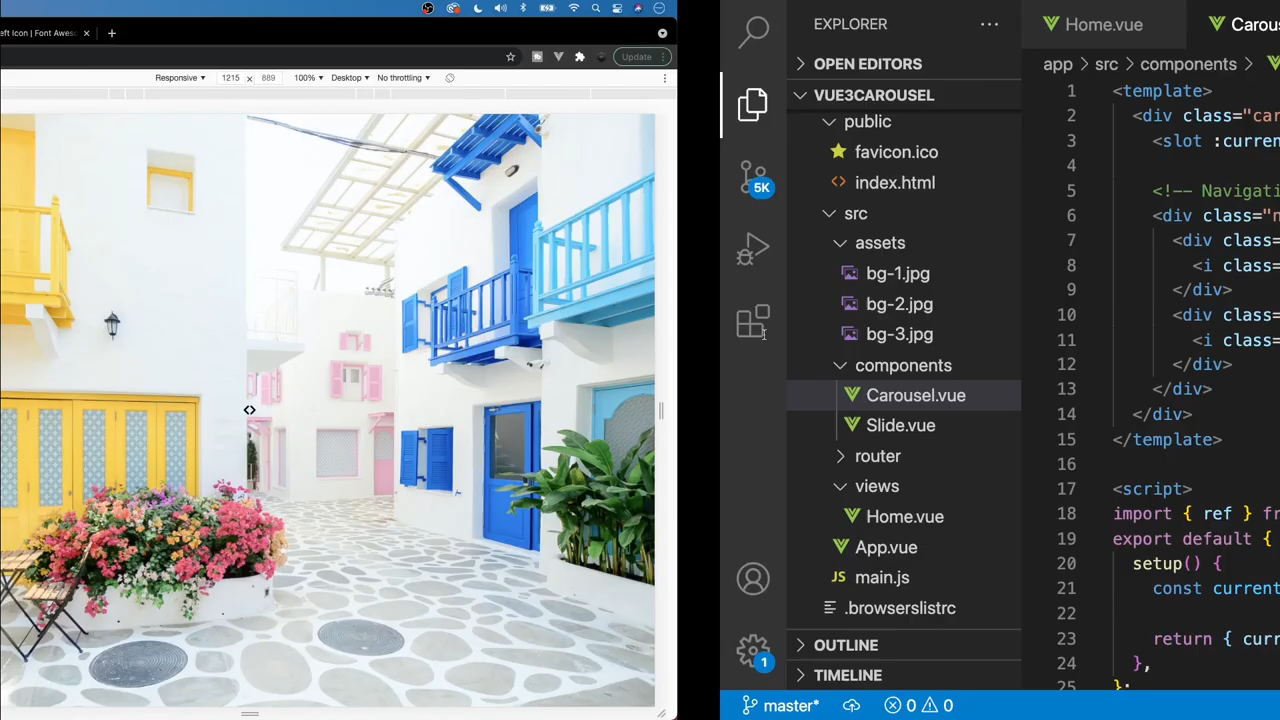 eft Icon | Font Aweso
Update
Responsive
1215
889
100%
Desktop
No throttling
EXPLORER
OPEN EDITORS
VUE3CAROUSEL
public
favicon.ico
index.html
src
assets
bg-1.jpg
bg-2.jpg
bg-3.jpg
components
Carousel.vue
Slide.vue
router
views
Home.vue
App.vue
JS main.js
.browserslistrc
OUTLINE
TIMELINE
5K
1
master*
0 0
Home.vue
Carou
app > src > components >
1 <template>
2 <div class="car
3 <slot :curren
4
5 <!-- Navigati
6 <div class="n
7 <div class=
8 <i class=
9 </div>
10 <div class=
11 <i class=
12 </div>
13 </div>
14 </div>
15 </template>
16
17 <script>
18 import { ref } fr
19 export default {
20 setup() {
21 const current
22
23 return { curr
24 },
25 };